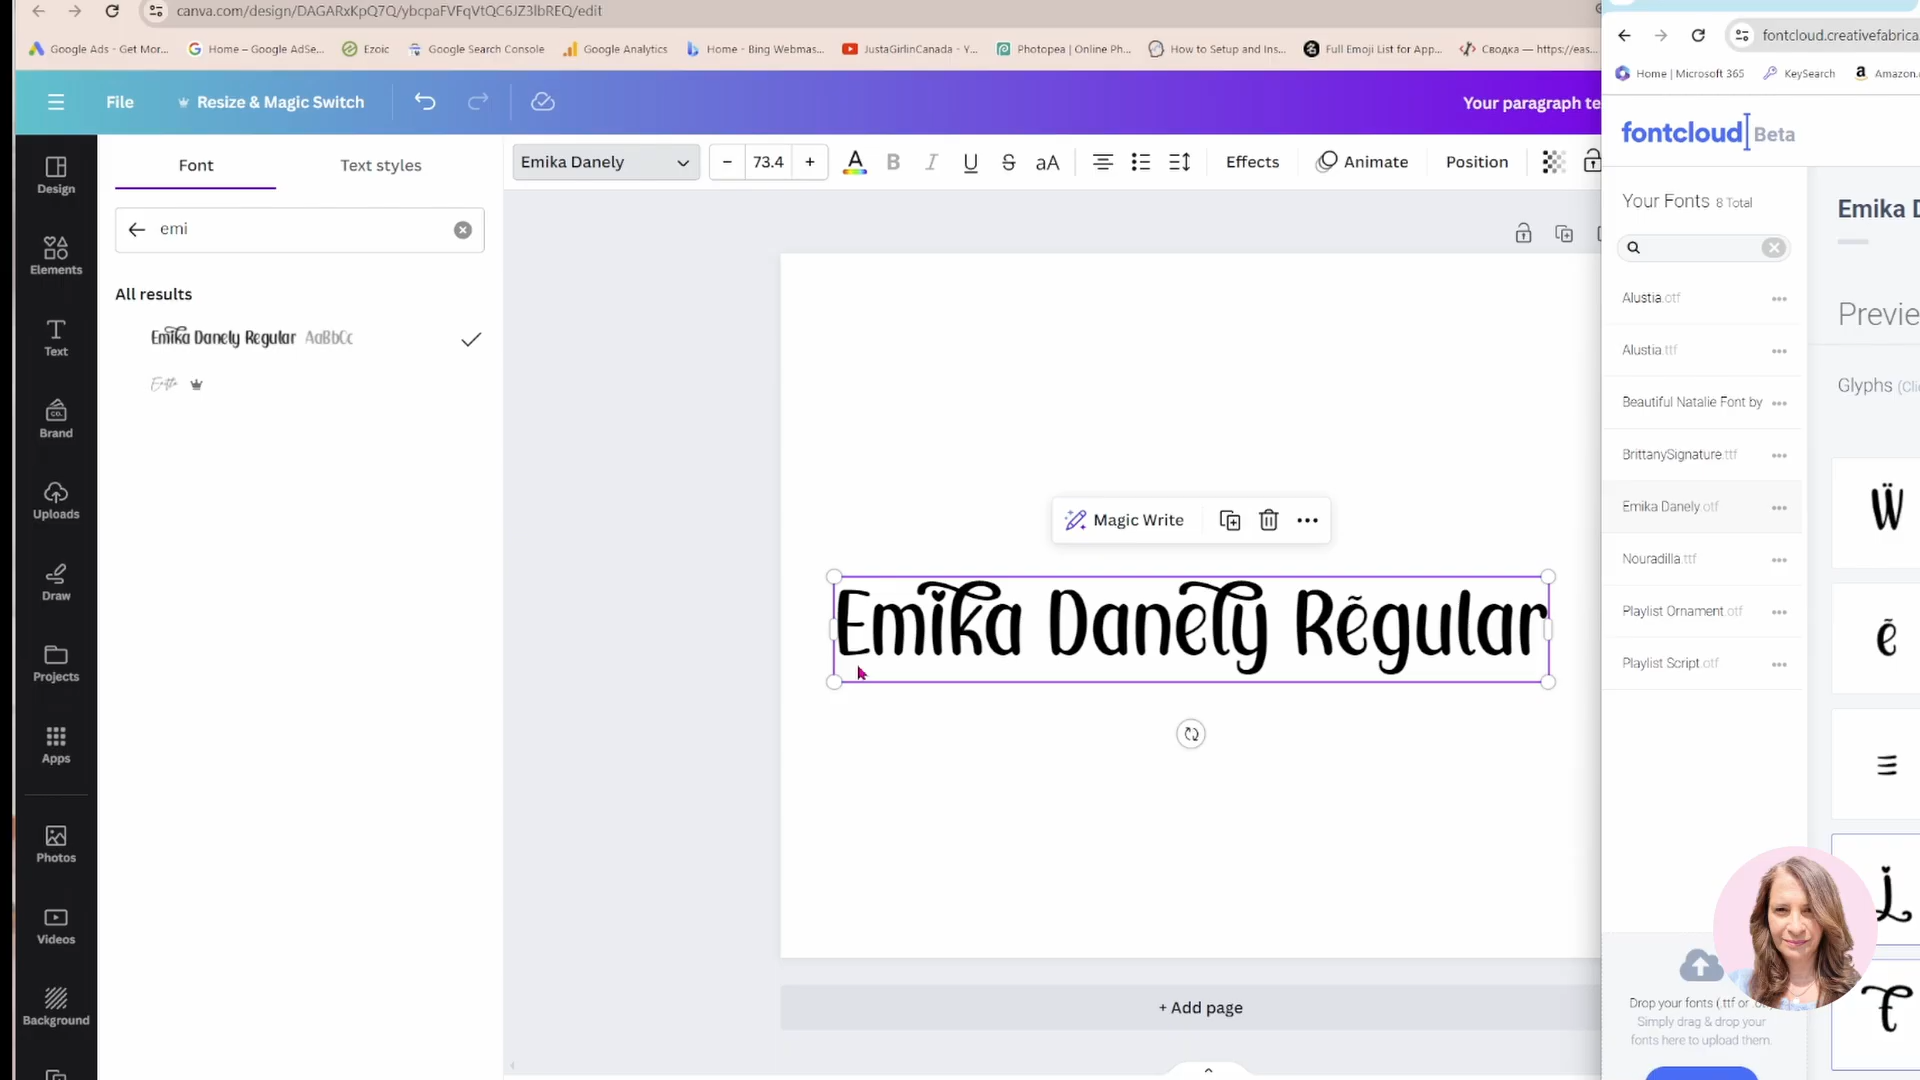 canva.com/design/DAGARxKpQ7Q/ybcpaFVFqVtQC6JZ3lbREQ/edit
Google Ads - Get Mor...
Home – Google AdSe...
Ezoic
Google Search Console
Google Analytics
Home - Bing Webmas...
JustaGirlinCanada - Y...
Photopea | Online Ph...
How to Setup and Ins...
Full Emoji List for App...
Сводка — https://eas...
File
Resize & Magic Switch
Your paragraph te
Design
Elements
Text
Brand
Uploads
Draw
Projects
Apps
Photos
Videos
Background
Font
Text styles
emi
All results
Emika Danely Regular AaBbCc
Emika Danely
73.4
B I U S aA
Effects
Animate
Position
Magic Write
Emika Danely Rẽgular
+ Add page
fontcloud.creativefabrica
Home | Microsoft 365
KeySearch
Amazon.
fontcloud Beta
Your Fonts 8 Total
Alustia.otf
Alustia.ttf
Beautiful Natalie Font by
BrittanySignature.ttf
Emika Danely.otf
Nouradilla.ttf
Playlist Ornament.otf
Playlist Script.otf
Drop your fonts (.ttf or
Simply drag & drop your
fonts here to upload them.
Emika D
Previe
Glyphs (Cli
Ẅ
ẽ